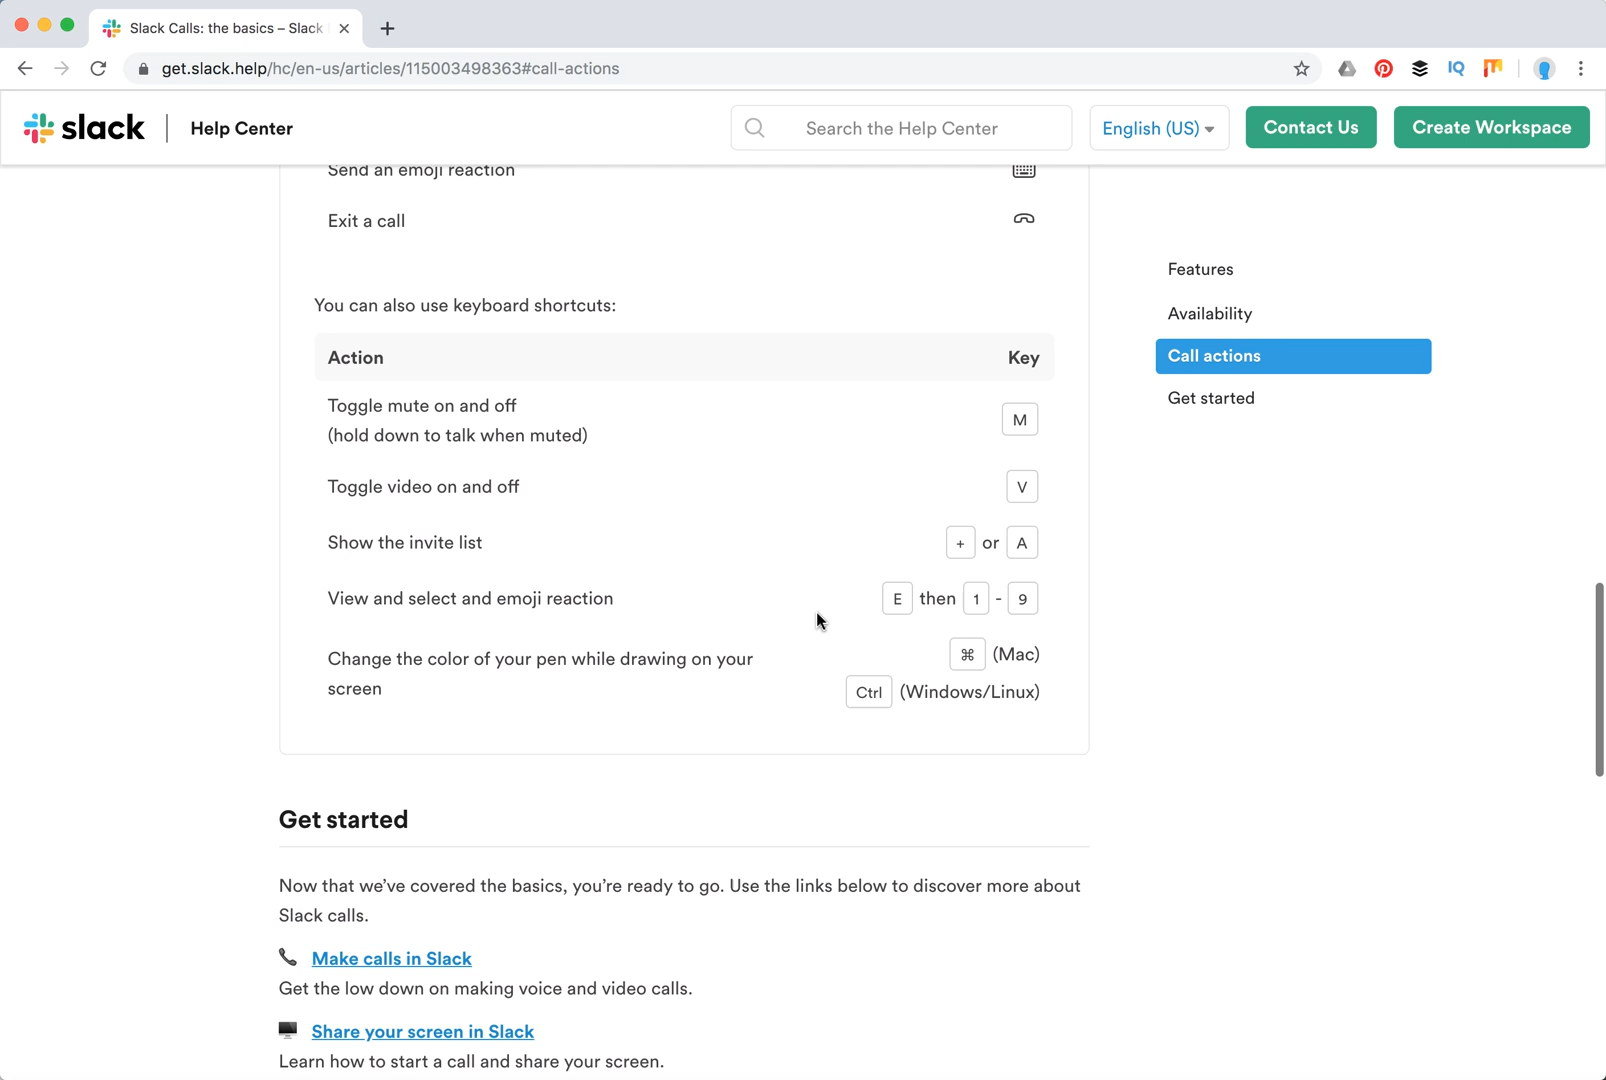 Slack Calls: the basics – Slack
get.slack.help/hc/en-us/articles/115003498363#call-actions
IQ
slack
Help Center
Search the Help Center
English (US)
Contact Us
Create Workspace
Send an emoji reaction
Exit a call
You can also use keyboard shortcuts:
Action Key
Toggle mute on and off
(hold down to talk when muted)
M
Toggle video on and off
V
Show the invite list
+ or A
View and select and emoji reaction
E then 1 - 9
Change the color of your pen while drawing on your
screen
⌘ (Mac)
Ctrl (Windows/Linux)
Features
Availability
Call actions
Get started
Get started
Now that we’ve covered the basics, you’re ready to go. Use the links below to discover more about
Slack calls.
Make calls in Slack
Get the low down on making voice and video calls.
Share your screen in Slack
Learn how to start a call and share your screen.